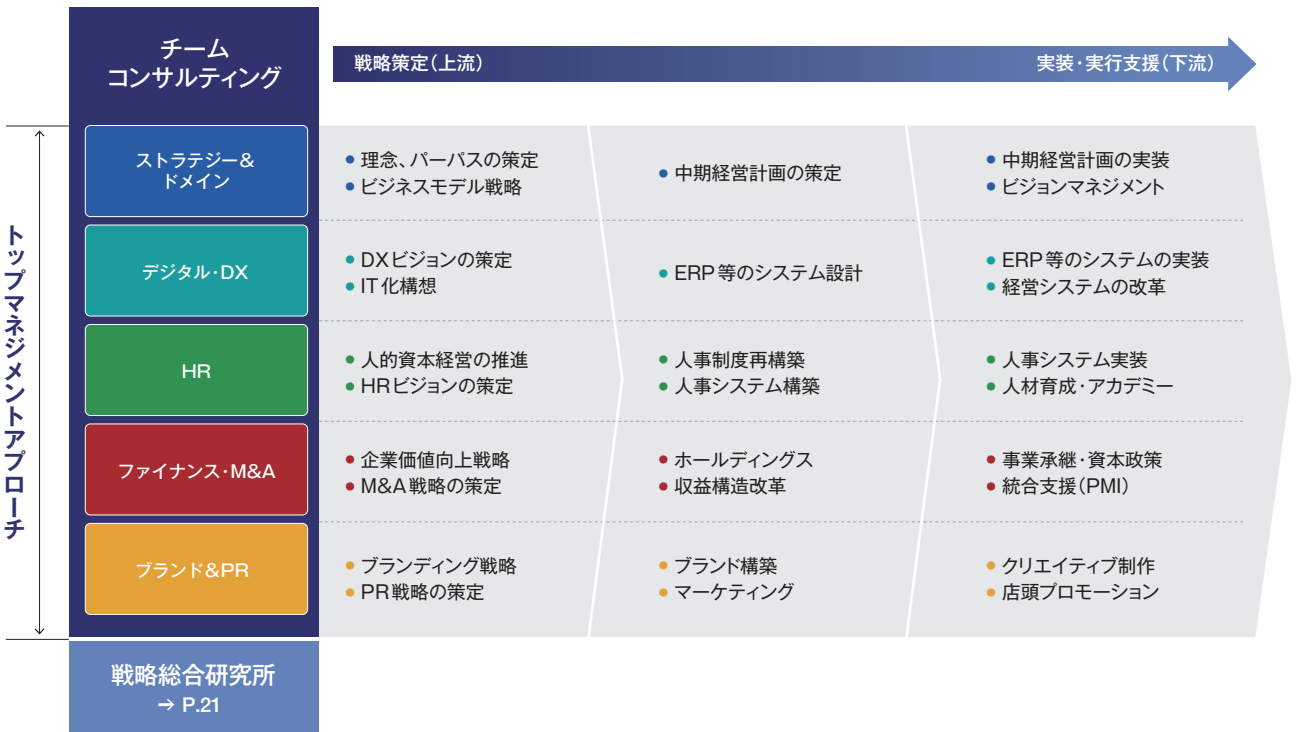 チーム
コンサルティング
戦略策定(上流)
実装・実行支援(下流)
トップマネジメントアプローチ
ストラテジー&
ドメイン
● 理念、パーパスの策定
● ビジネスモデル戦略
● 中期経営計画の策定
● 中期経営計画の実装
● ビジョンマネジメント
デジタル・DX
● DXビジョンの策定
● IT化構想
● ERP等のシステム設計
● ERP等のシステムの実装
● 経営システムの改革
HR
● 人的資本経営の推進
● HRビジョンの策定
● 人事制度再構築
● 人事システム構築
● 人事システム実装
● 人材育成・アカデミー
ファイナンス・M&A
● 企業価値向上戦略
● M&A戦略の策定
● ホールディングス
● 収益構造改革
● 事業承継・資本政策
● 統合支援(PMI)
ブランド&PR
● ブランディング戦略
● PR戦略の策定
● ブランド構築
● マーケティング
● クリエイティブ制作
● 店頭プロモーション
戦略総合研究所
→ P.21